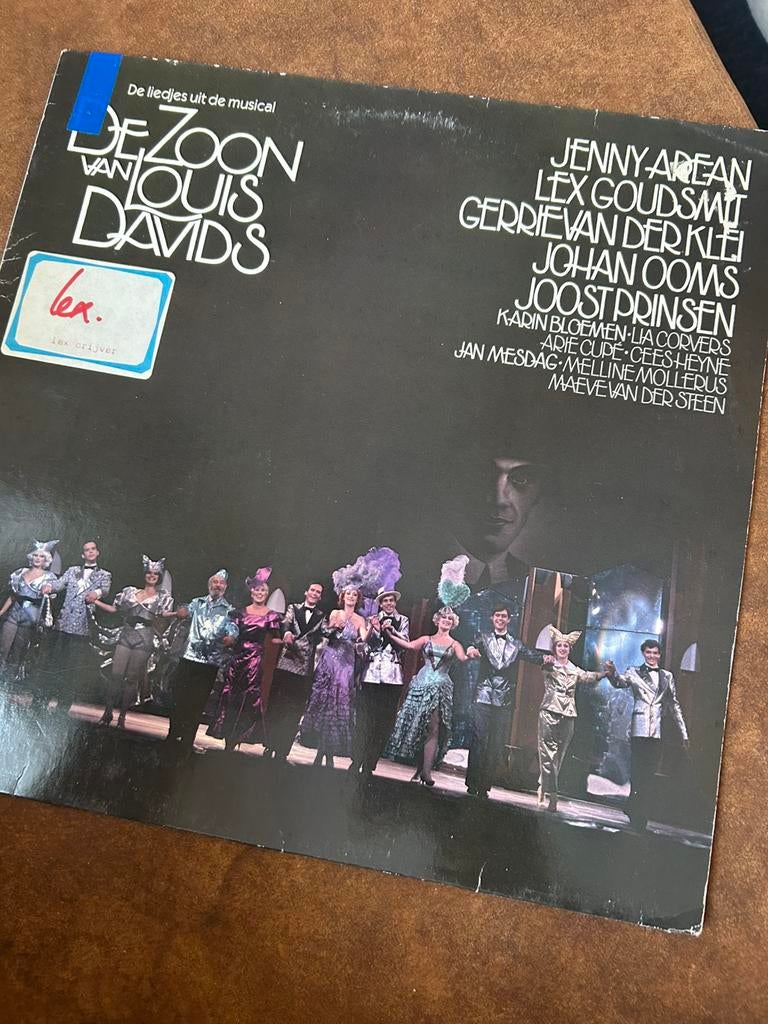 De liedjes uit de musical
DE ZOON
VAN LOUIS
DAVIDS
lex.
lex crijver
JENNY AREAN
LEX GOUDSMIT
GERRIE VAN DER KLEI
JOHAN OOMS
JOOST PRINSEN
KARIN BLOEMEN · LIA CORVERS
ARIE CUPÉ · CEES HEYNE
JAN MESDAG · MELLINE MOLLERUS
MAEVE VAN DER STEEN